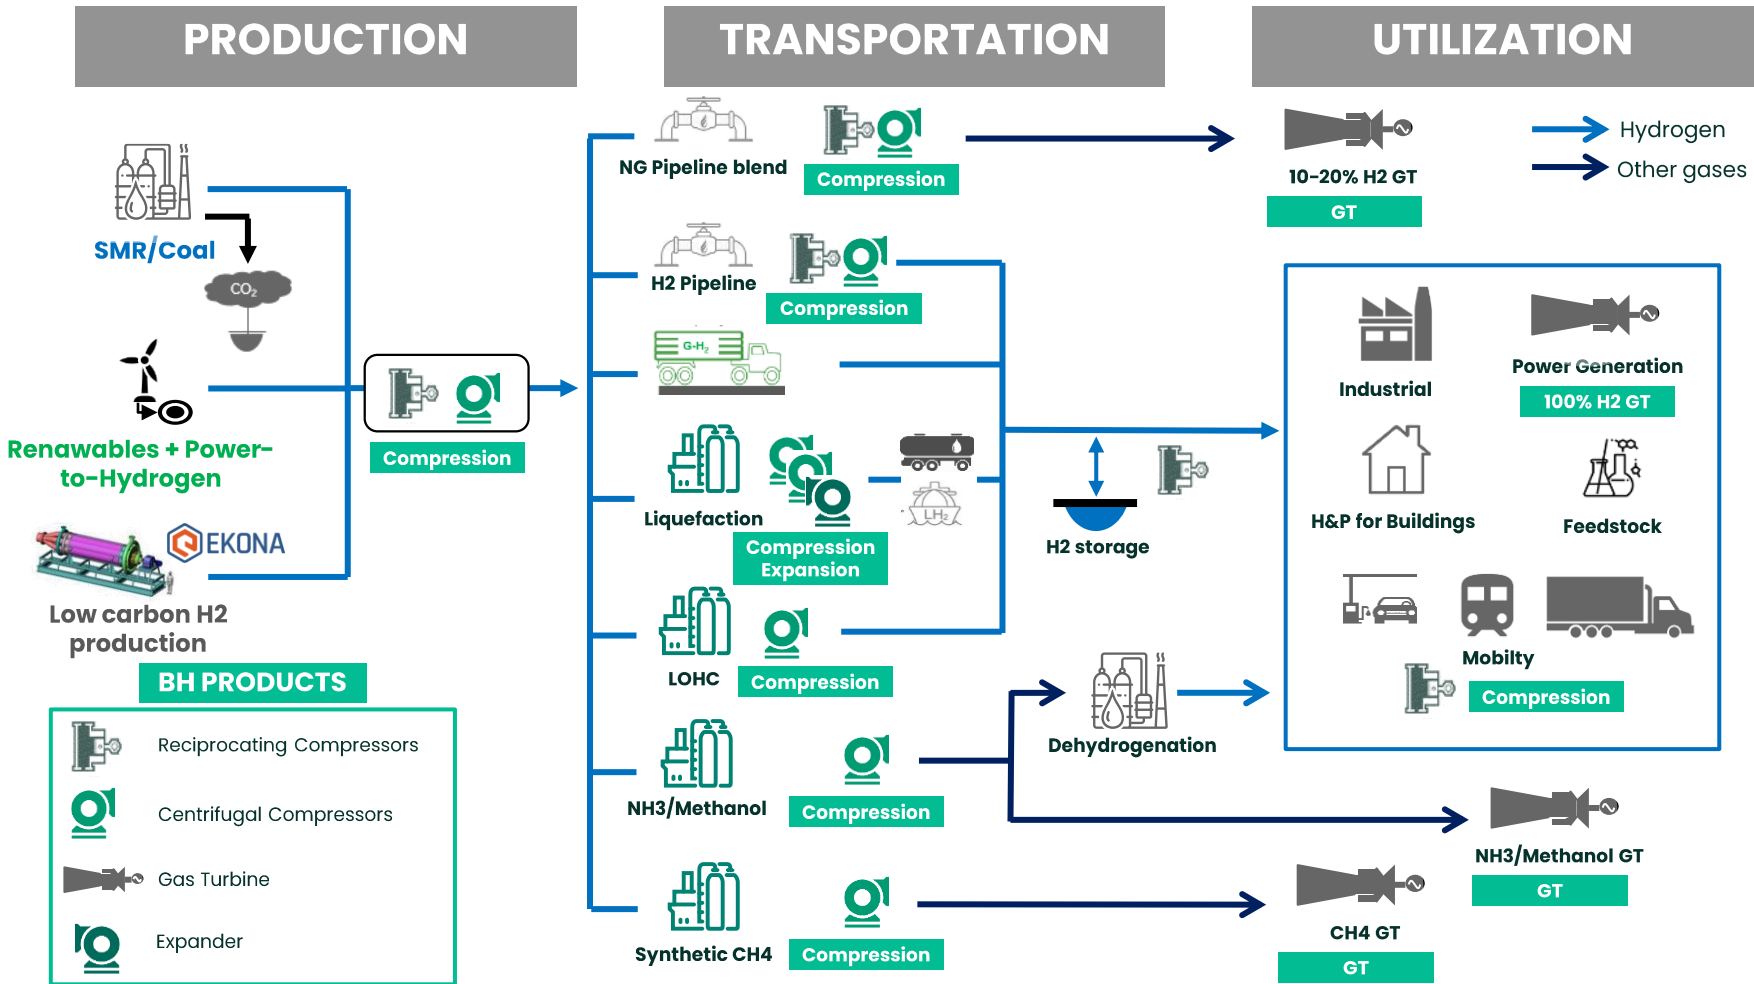 PRODUCTION
TRANSPORTATION
UTILIZATION
SMR/Coal
CO₂
Renawables + Power-
to-Hydrogen
EKONA
Low carbon H2
production
Compression
BH PRODUCTS
Reciprocating Compressors
Centrifugal Compressors
Gas Turbine
Expander
NG Pipeline blend
Compression
H2 Pipeline
Compression
G-H₂
Liquefaction
Compression
Expansion
LH₂
LOHC
Compression
NH3/Methanol
Compression
Synthetic CH4
Compression
H2 storage
Dehydrogenation
10-20% H2 GT
GT
Hydrogen
Other gases
Industrial
Power Generation
100% H2 GT
H&P for Buildings
Feedstock
Mobilty
Compression
NH3/Methanol GT
GT
CH4 GT
GT